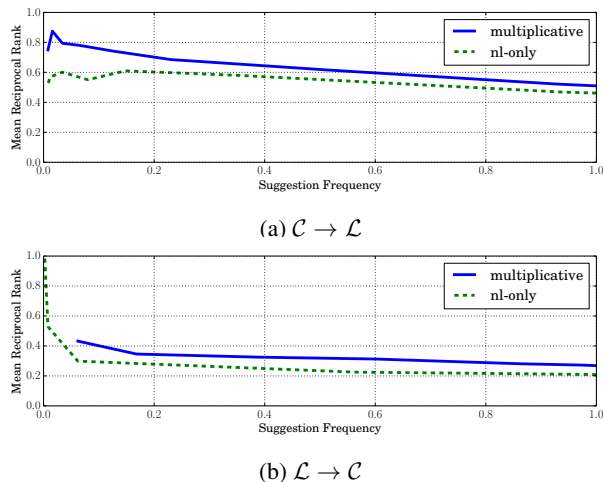 1.0
0.8
0.6
0.4
0.2
0.0
Mean Reciprocal Rank
multiplicative
nl-only
0.0 0.2 0.4 0.6 0.8 1.0
Suggestion Frequency
(a) 𝒞 → ℒ
1.0
0.8
0.6
0.4
0.2
0.0
Mean Reciprocal Rank
multiplicative
nl-only
0.0 0.2 0.4 0.6 0.8 1.0
Suggestion Frequency
(b) ℒ → 𝒞